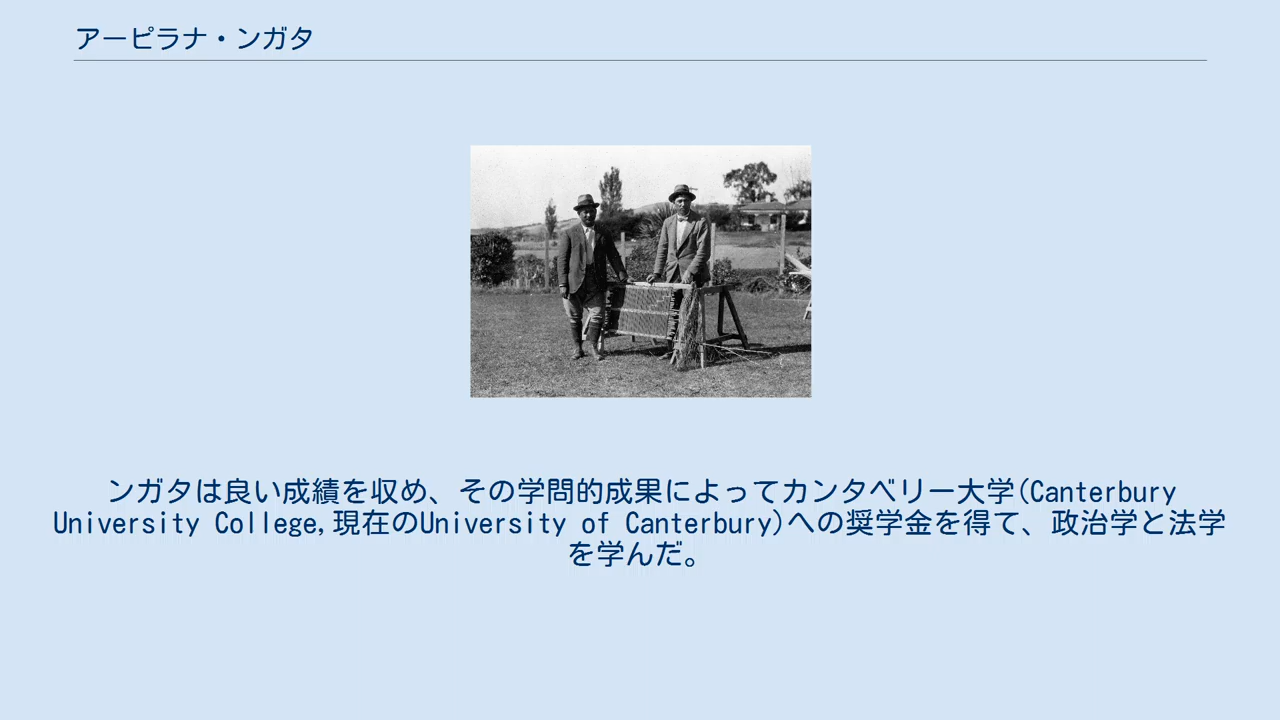 アーピラナ・ンガタ
ンガタは良い成績を収め、その学問的成果によってカンタベリー大学(Canterbury
University College,現在のUniversity of Canterbury)への奨学金を得て、政治学と法学
を学んだ。